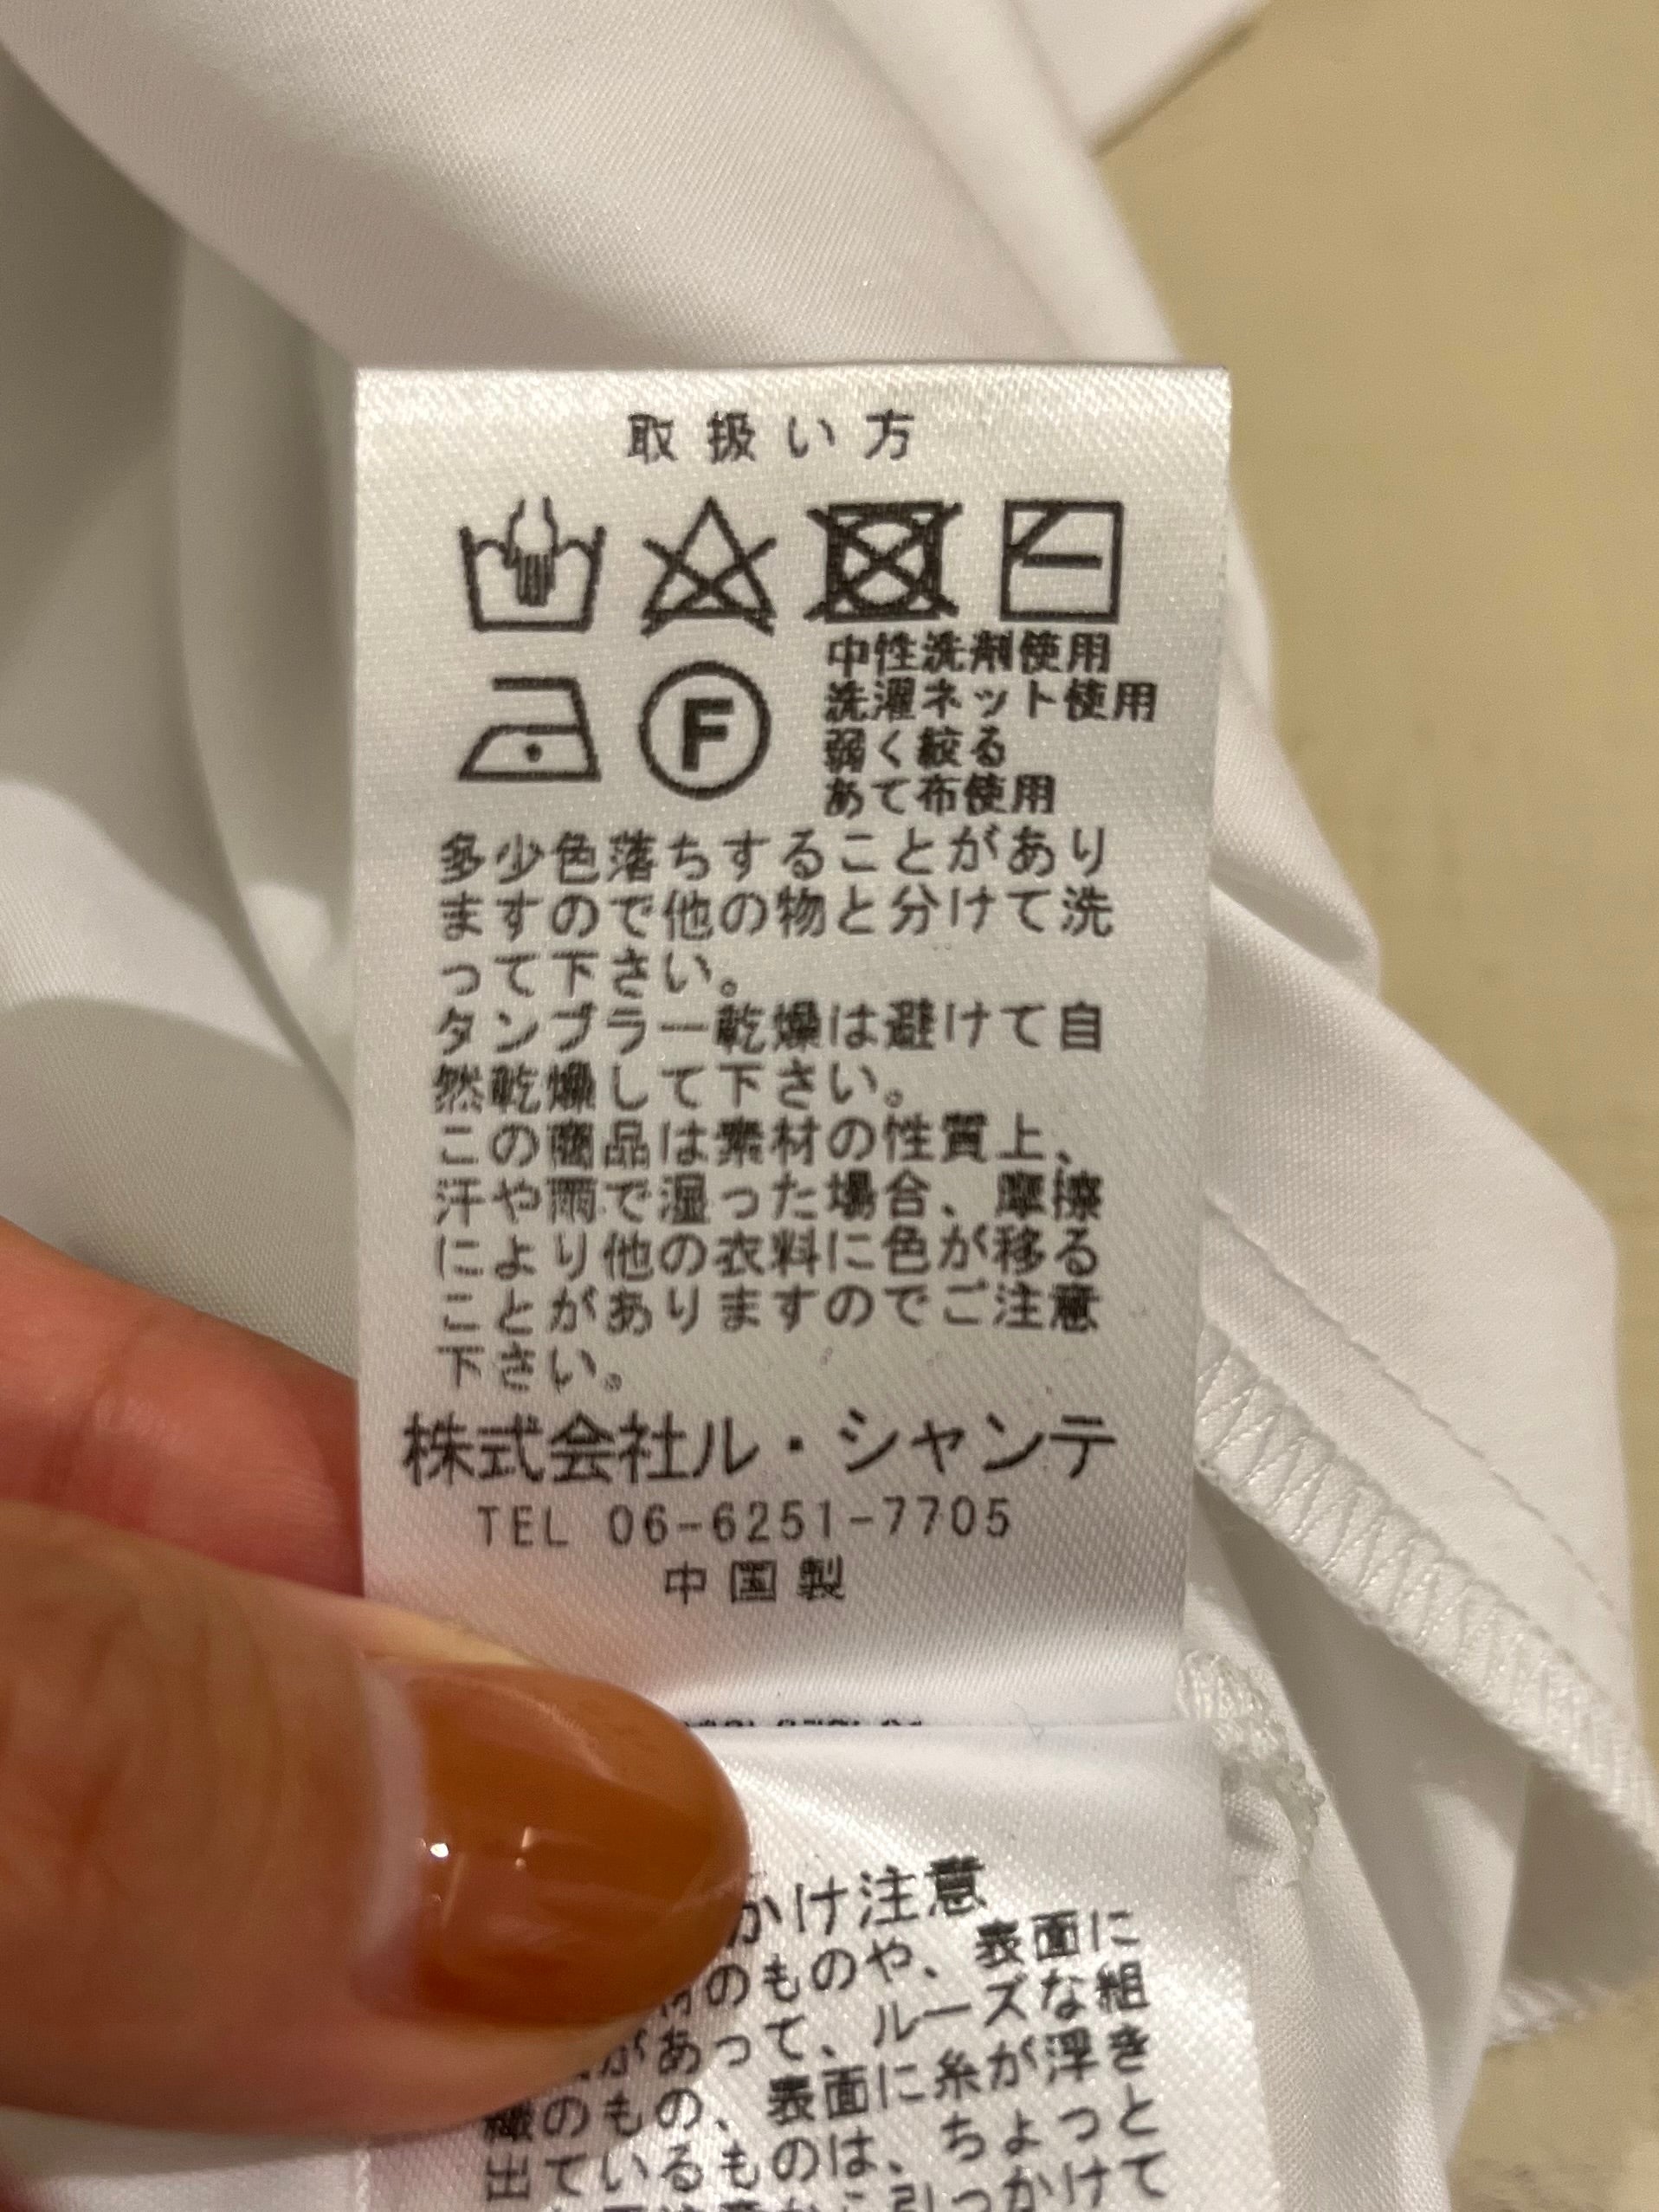 取扱い方
F
中性洗剤使用
洗濯ネット使用
弱く絞る
あて布使用
多少色落ちすることがあり
ますので他の物と分けて洗
って下さい。
タンブラー乾燥は避けて自
然乾燥して下さい。
この商品は素材の性質上、
汗や雨で湿った場合、摩擦
により他の衣料に色が移る
ことがありますのでご注意
下さい。
株式会社ル・シャンテ
TEL 06-6251-7705
中国製
かけ注意
のものや、表面に
があって、ルーズな組
織のもの、表面に糸が浮き
出ているものは、ちょっと
引っかけて